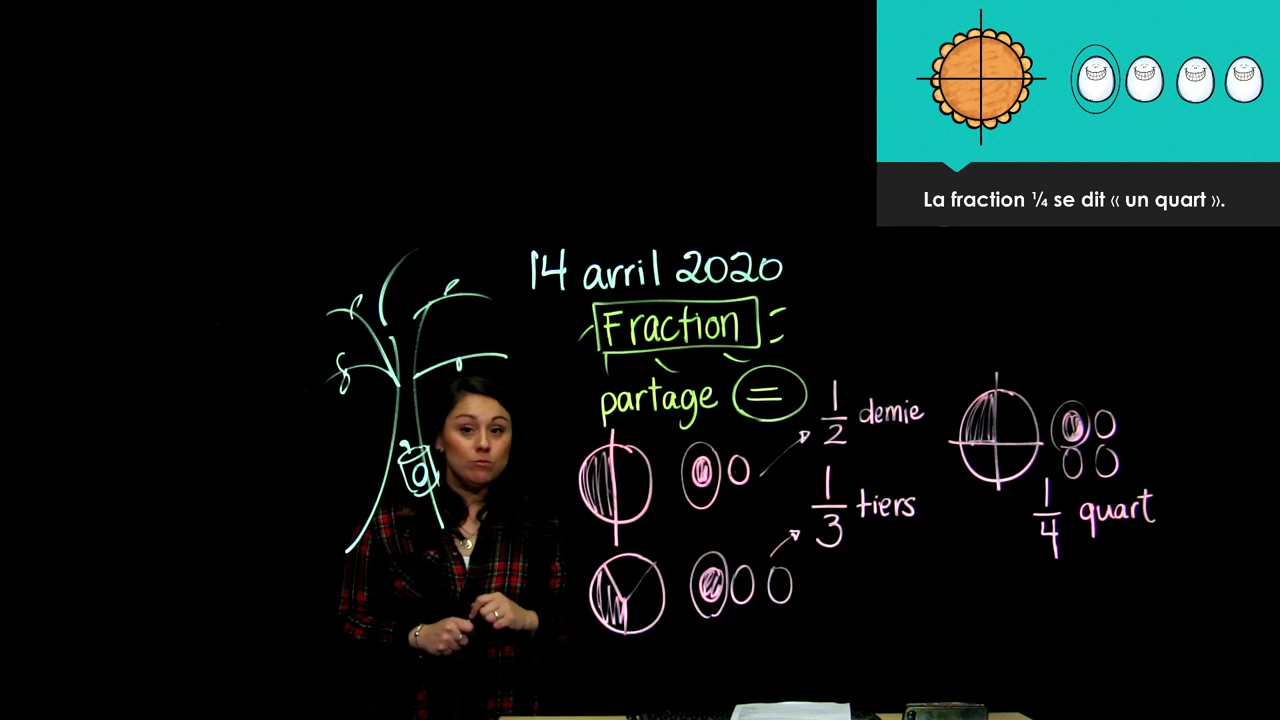 La fraction ¼ se dit « un quart ».
14 avril 2020
Fraction :
partage =
1/2 demie
1/3 tiers
1/4 quart